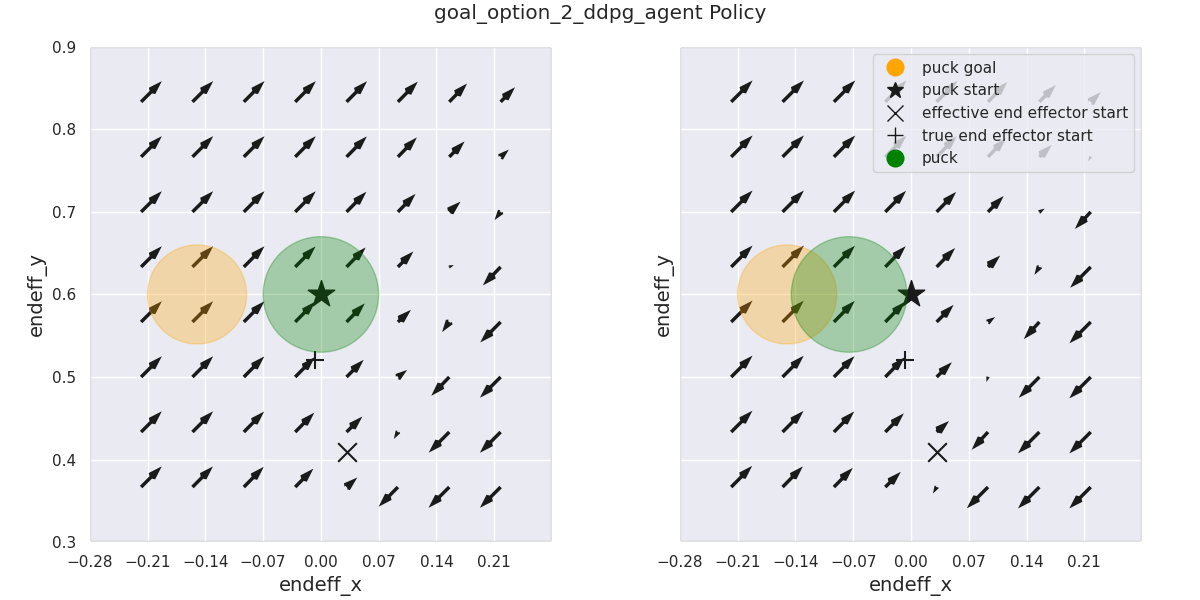 goal_option_2_ddpg_agent Policy
0.9
0.8
0.7
0.6
0.5
0.4
0.3
endeff_y
−0.28 −0.21 −0.14 −0.07 0.00 0.07 0.14 0.21
endeff_x
puck goal
puck start
effective end effector start
true end effector start
puck
endeff_y
−0.28 −0.21 −0.14 −0.07 0.00 0.07 0.14 0.21
endeff_x